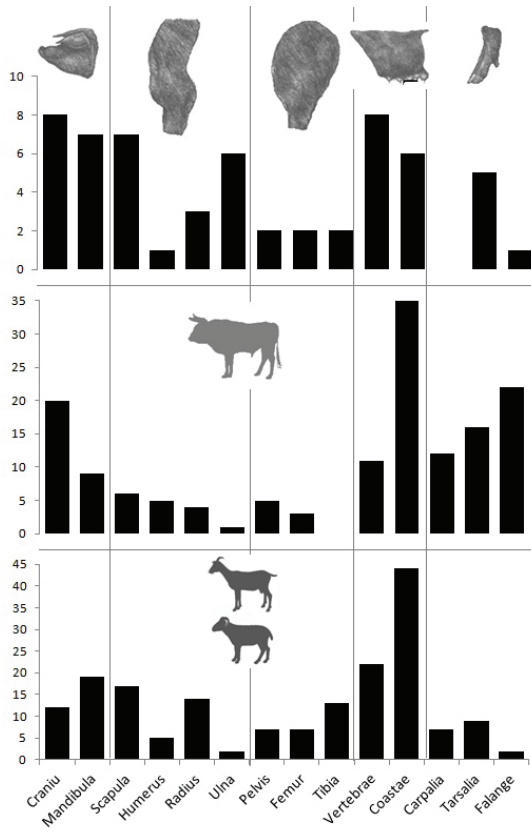 10
8
6
4
2
0
35
30
25
20
15
10
5
0
45
40
35
30
25
20
15
10
5
0
Craniu
Mandibula
Scapula
Humerus
Radius
Ulna
Pelvis
Femur
Tibia
Vertebrae
Coastae
Carpalia
Tarsalia
Falange